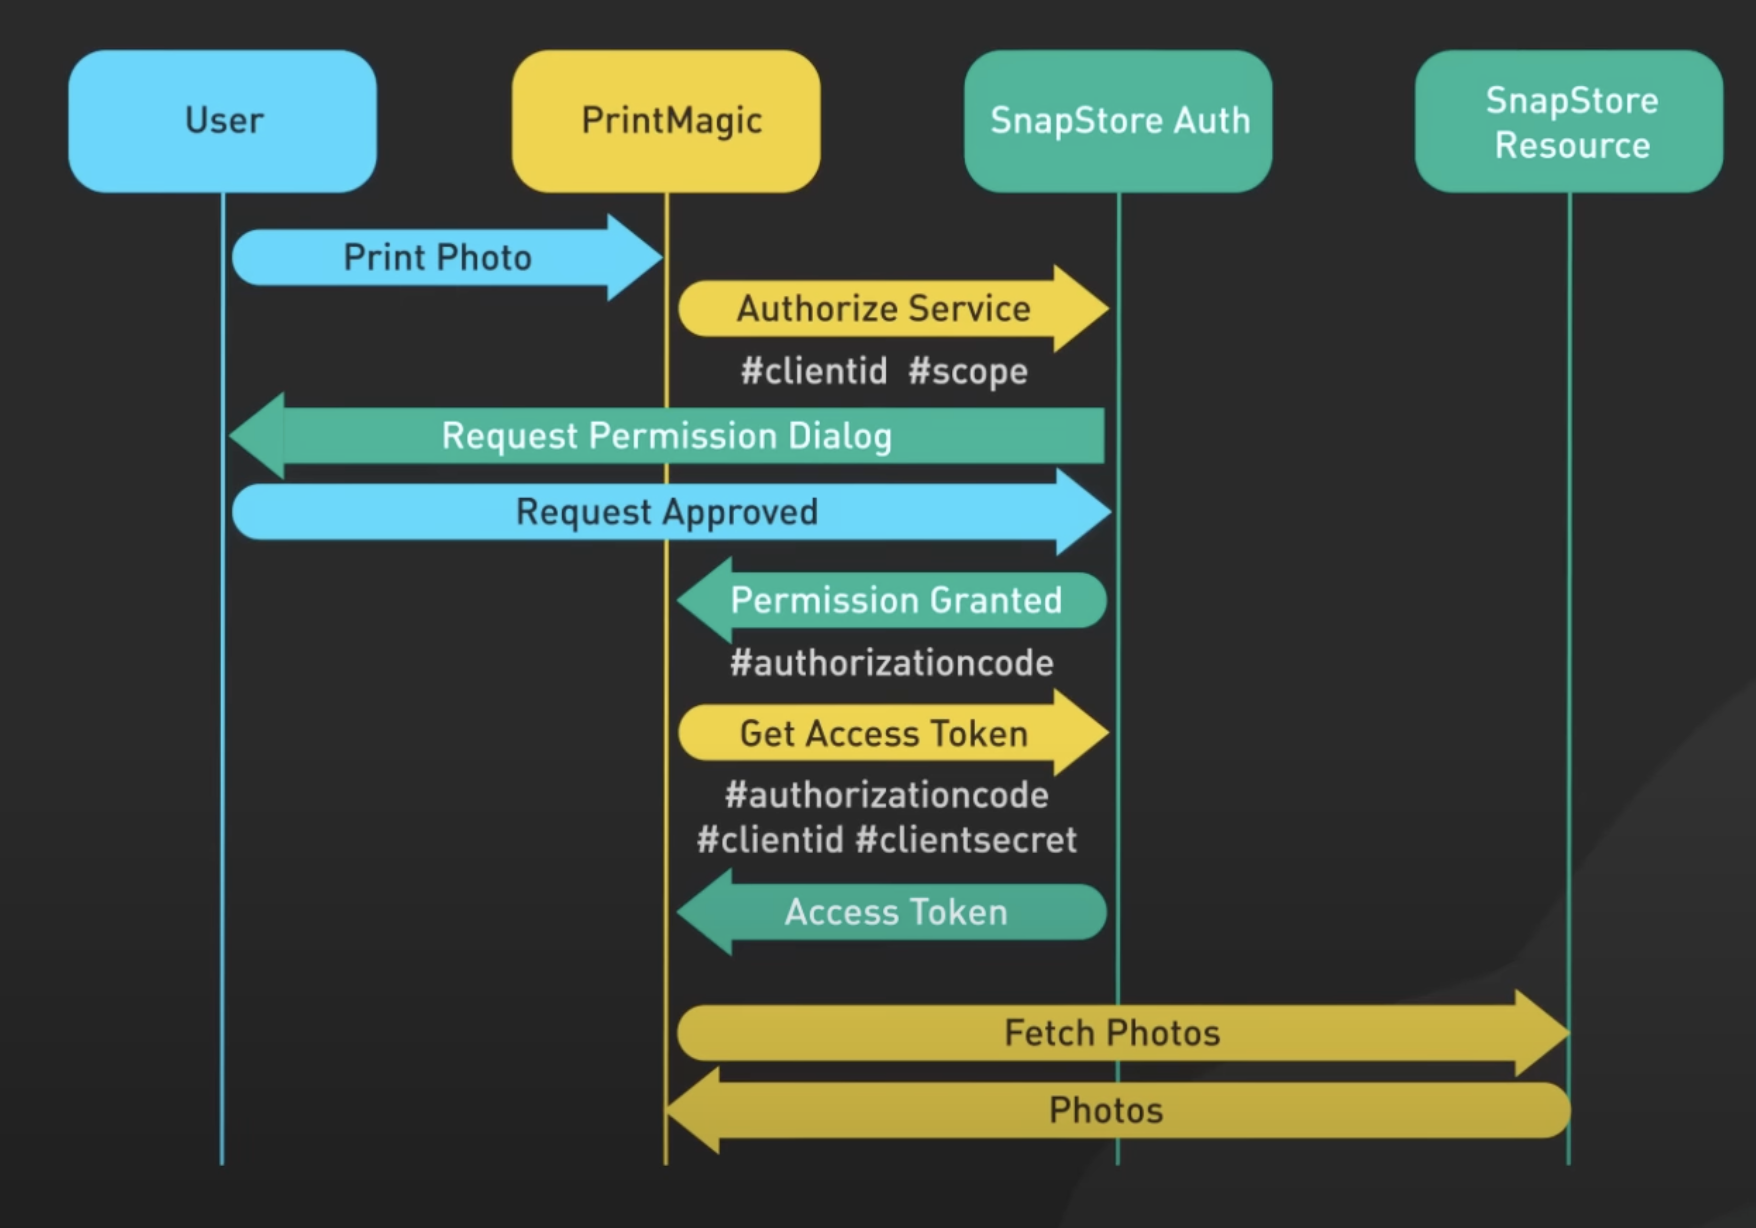 User
PrintMagic
SnapStore Auth
SnapStore
Resource
Print Photo
Authorize Service
#clientid #scope
Request Permission Dialog
Request Approved
Permission Granted
#authorizationcode
Get Access Token
#authorizationcode
#clientid #clientsecret
Access Token
Fetch Photos
Photos